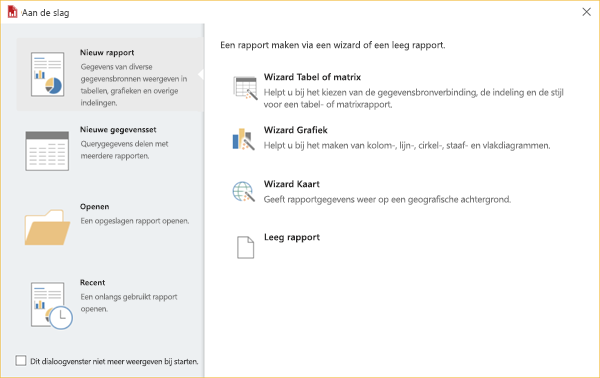 Aan de slag
Nieuw rapport
Gegevens van diverse
gegevensbronnen weergeven in
tabellen, grafieken en overige
indelingen.
Nieuwe gegevensset
Querygegevens delen met
meerdere rapporten.
Openen
Een opgeslagen rapport openen.
Recent
Een onlangs gebruikt rapport
openen.
Dit dialoogvenster niet meer weergeven bij starten.
Een rapport maken via een wizard of een leeg rapport.
Wizard Tabel of matrix
Helpt u bij het kiezen van de gegevensbronverbinding, de indeling en de stijl
voor een tabel- of matrixrapport.
Wizard Grafiek
Helpt u bij het maken van kolom-, lijn-, cirkel-, staaf- en vlakdiagrammen.
Wizard Kaart
Geeft rapportgegevens weer op een geografische achtergrond.
Leeg rapport